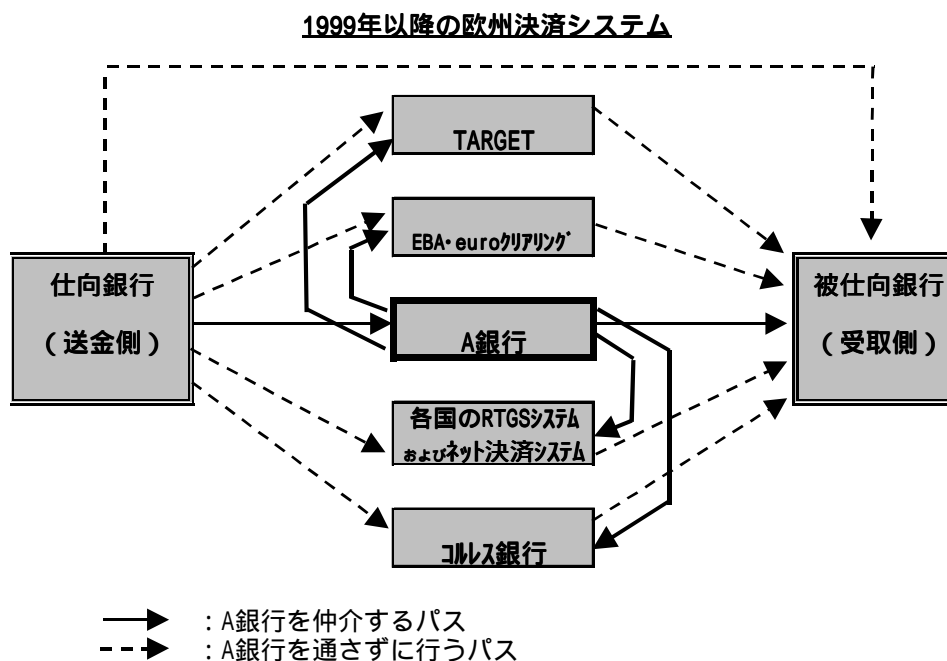 1999年以降の欧州決済システム
TARGET
EBA・euroクリアリング
仕向銀行
（送金側）
A銀行
被仕向銀行
（受取側）
各国のRTGSシステム
およびネット決済システム
コルレス銀行
：A銀行を仲介するパス
：A銀行を通さずに行うパス